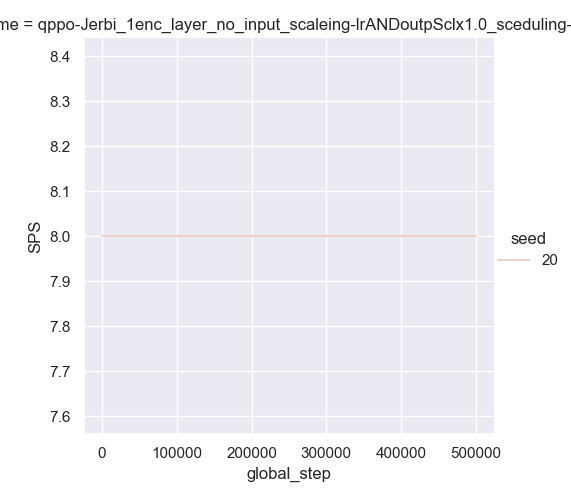 me = qppo-Jerbi_1enc_layer_no_input_scaleing-lrANDoutpSclx1.0_sceduling-
8.4
8.3
8.2
8.1
8.0
7.9
7.8
7.7
7.6
SPS
0 100000 200000 300000 400000 500000
global_step
seed
20